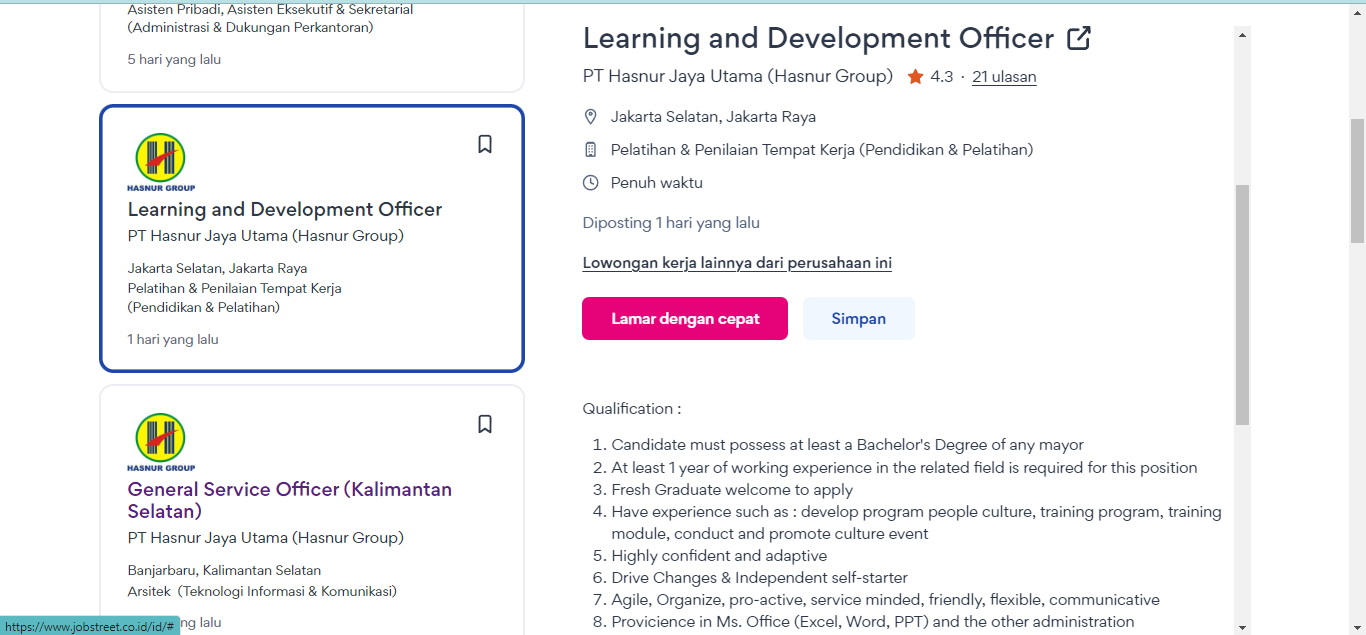 Asisten Pribadi, Asisten Eksekutif & Sekretarial
(Administrasi & Dukungan Perkantoran)
5 hari yang lalu
HASNUR GROUP
Learning and Development Officer
PT Hasnur Jaya Utama (Hasnur Group)
Jakarta Selatan, Jakarta Raya
Pelatihan & Penilaian Tempat Kerja
(Pendidikan & Pelatihan)
1 hari yang lalu
HASNUR GROUP
General Service Officer (Kalimantan
Selatan)
PT Hasnur Jaya Utama (Hasnur Group)
Banjarbaru, Kalimantan Selatan
Arsitek (Teknologi Informasi & Komunikasi)
lalu
https://www.jobstreet.co.id/id/#
Learning and Development Officer
PT Hasnur Jaya Utama (Hasnur Group) 4.3 · 21 ulasan
Jakarta Selatan, Jakarta Raya
Pelatihan & Penilaian Tempat Kerja (Pendidikan & Pelatihan)
Penuh waktu
Diposting 1 hari yang lalu
Lowongan kerja lainnya dari perusahaan ini
Lamar dengan cepat
Simpan
Qualification :
1. Candidate must possess at least a Bachelor's Degree of any mayor
2. At least 1 year of working experience in the related field is required for this position
3. Fresh Graduate welcome to apply
4. Have experience such as : develop program people culture, training program, training
module, conduct and promote culture event
5. Highly confident and adaptive
6. Drive Changes & Independent self-starter
7. Agile, Organize, pro-active, service minded, friendly, flexible, communicative
8. Provicience in Ms. Office (Excel, Word, PPT) and the other administration